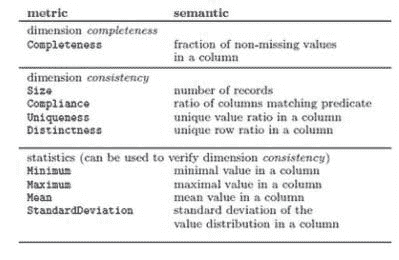 metric semantic
dimension completeness
Completeness fraction of non-missing values
in a column
dimension consistency
Size number of records
Compliance ratio of columns matching predicate
Uniqueness unique value ratio in a column
Distinctness unique row ratio in a column
statistics (can be used to verify dimension consistency)
Minimum minimal value in a column
Maximum maximal value in a column
Mean mean value in a column
StandardDeviation standard deviation of the
value distribution in a column